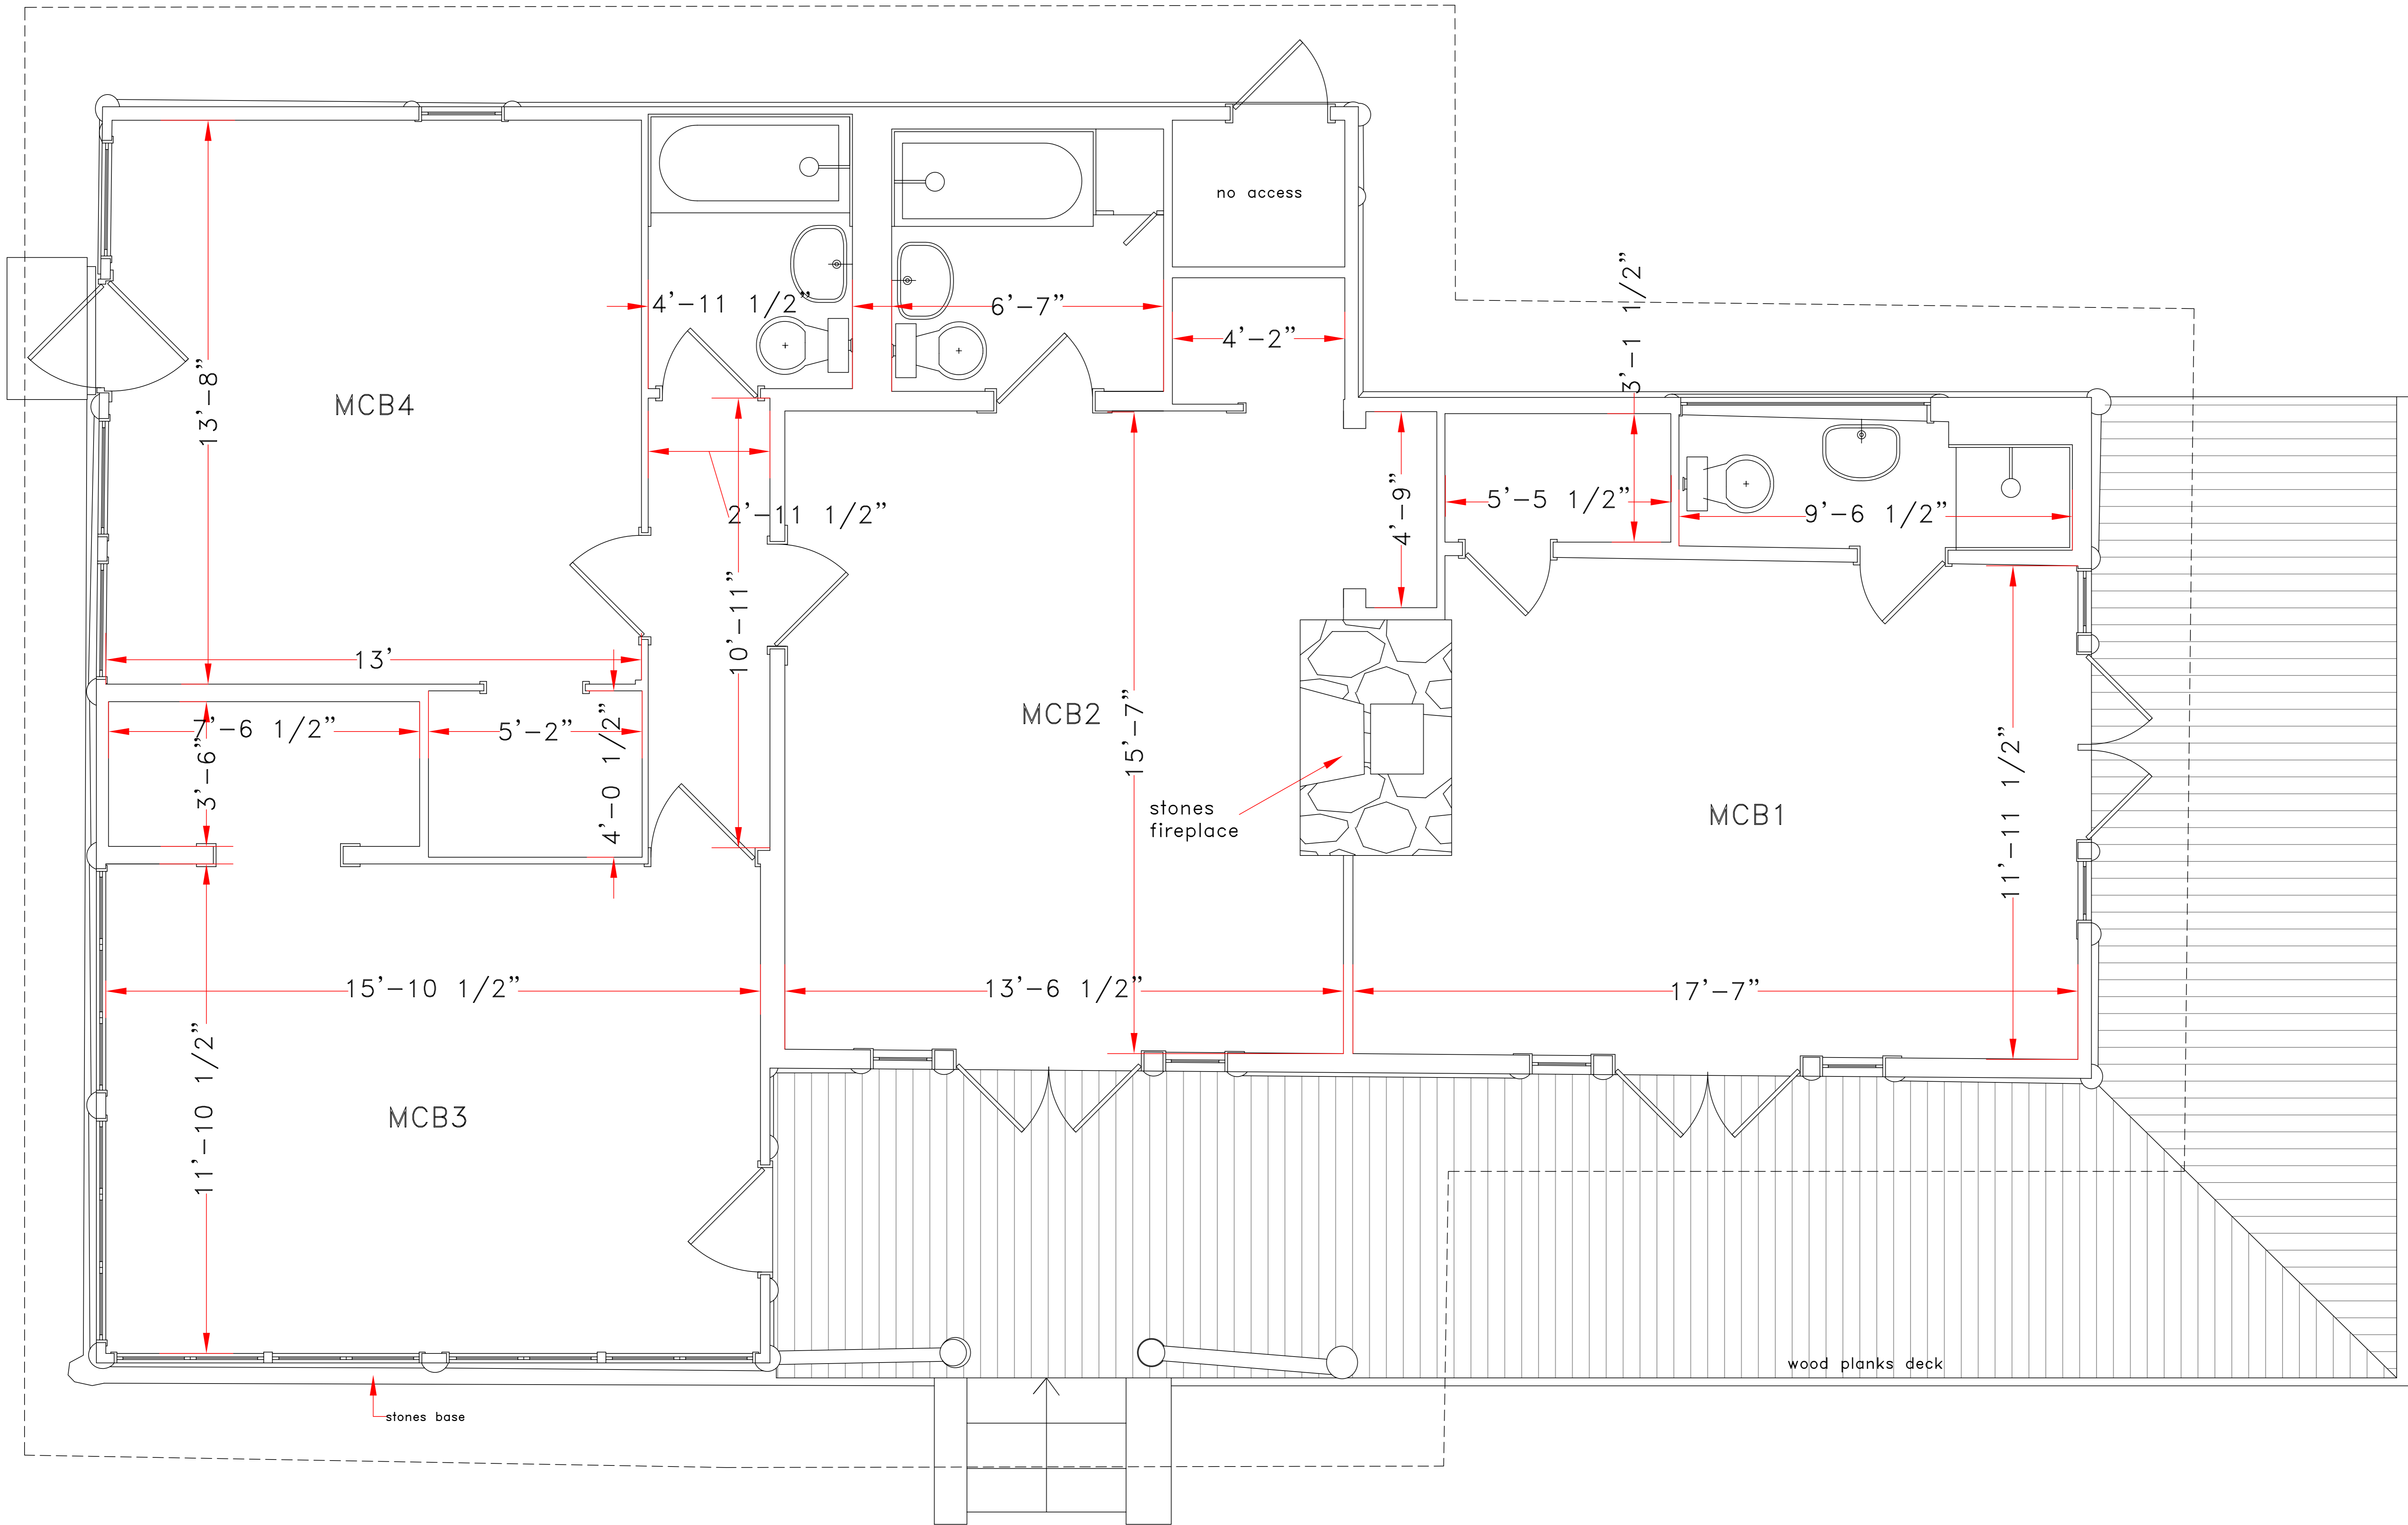 no access
4'-11 1/2"
6'-7"
4'-2"
3'-1 1/2"
13'-8"
MCB4
4'-9"
5'-5 1/2"
9'-6 1/2"
2'-11 1/2"
10'-11"
13'
7'-6 1/2"
5'-2"
3'-6"
4'-0 1/2"
MCB2
15'-7"
stones
fireplace
MCB1
11'-11 1/2"
15'-10 1/2"
13'-6 1/2"
17'-7"
11'-10 1/2"
MCB3
wood planks deck
stones base